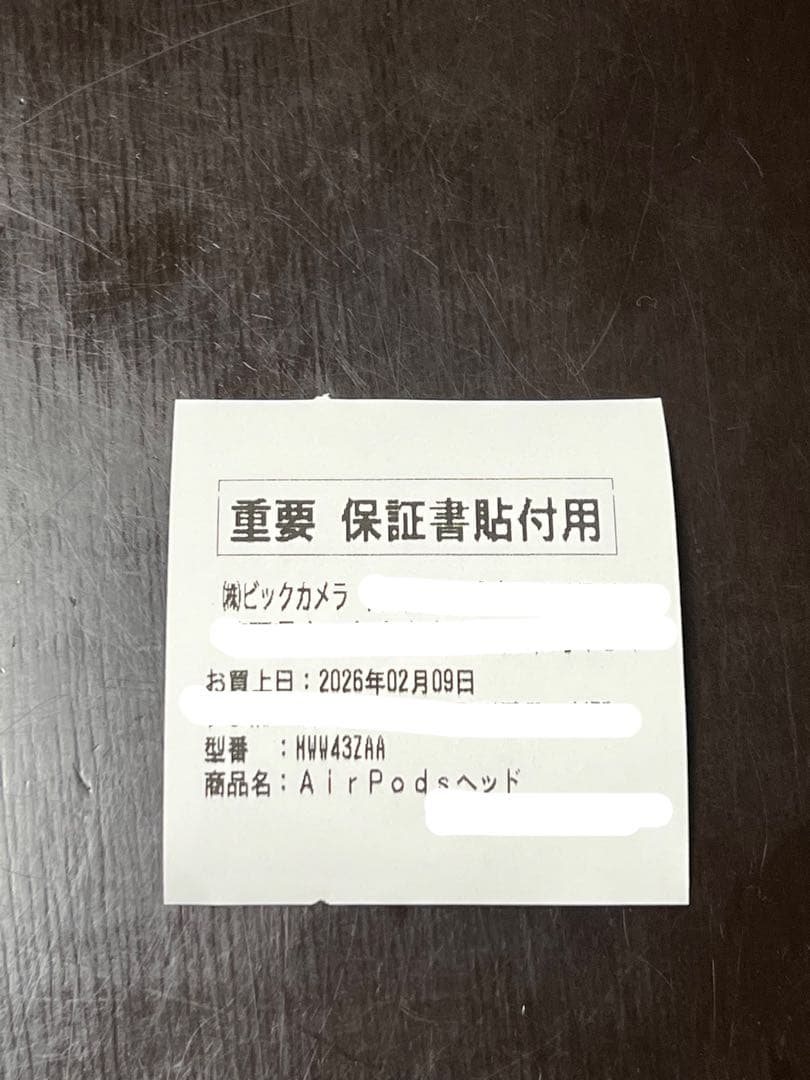 重要 保証書貼付用
㈱ビックカメラ
お買上日：2026年02月09日
型番　：MWW43ZAA
商品名：ＡｉｒＰｏｄｓヘッド